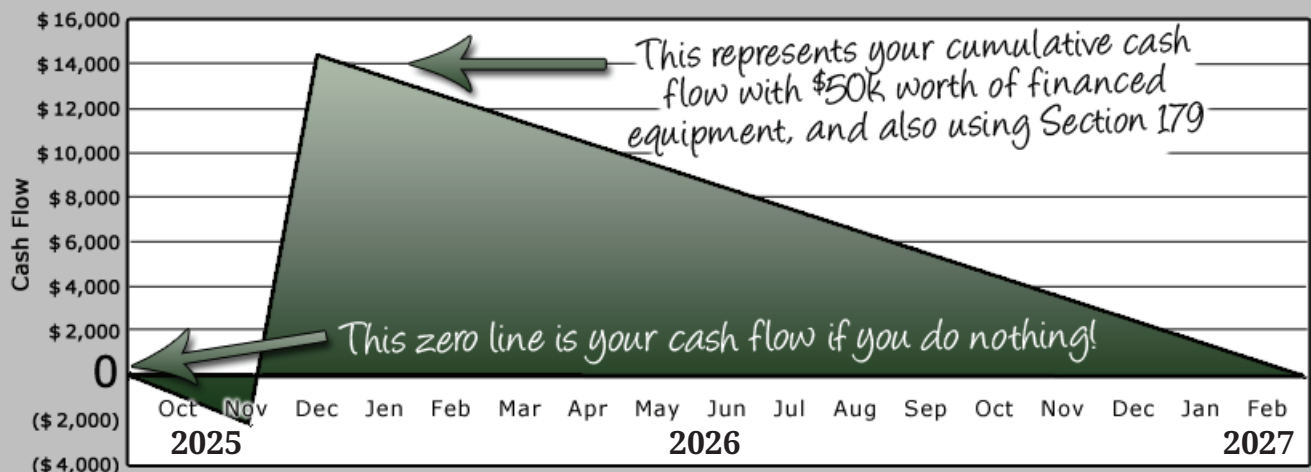 $16,000
$14,000
$12,000
$10,000
$8,000
$6,000
$4,000
$2,000
0
($2,000)
($4,000)
Cash Flow
This represents your cumulative cash
flow with $50k worth of financed
equipment, and also using Section 179
This zero line is your cash flow if you do nothing!
Oct Nov Dec Jen Feb Mar Apr May Jun Jul Aug Sep Oct Nov Dec Jan Feb
2025 2026 2027